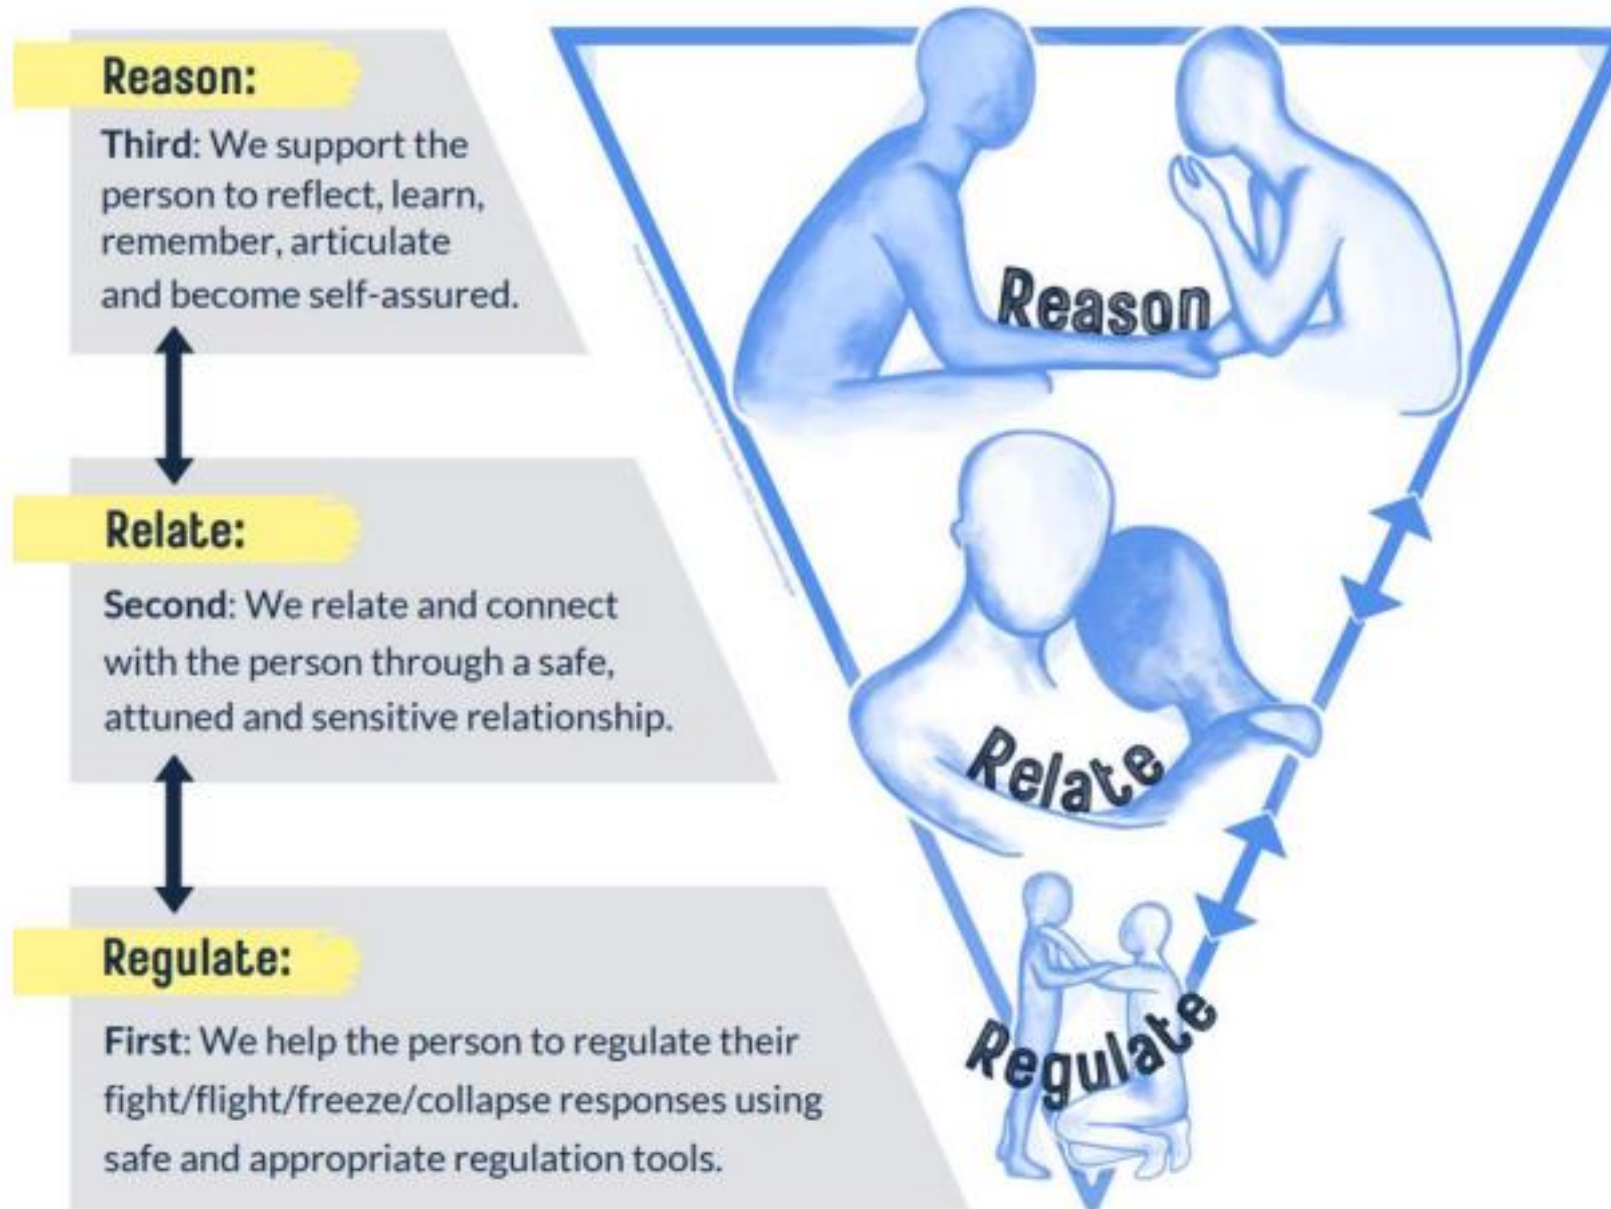 Reason:
Third: We support the
person to reflect, learn,
remember, articulate
and become self-assured.
Relate:
Second: We relate and connect
with the person through a safe,
attuned and sensitive relationship.
Regulate:
First: We help the person to regulate their
fight/flight/freeze/collapse responses using
safe and appropriate regulation tools.
Reason
Relate
Regulate